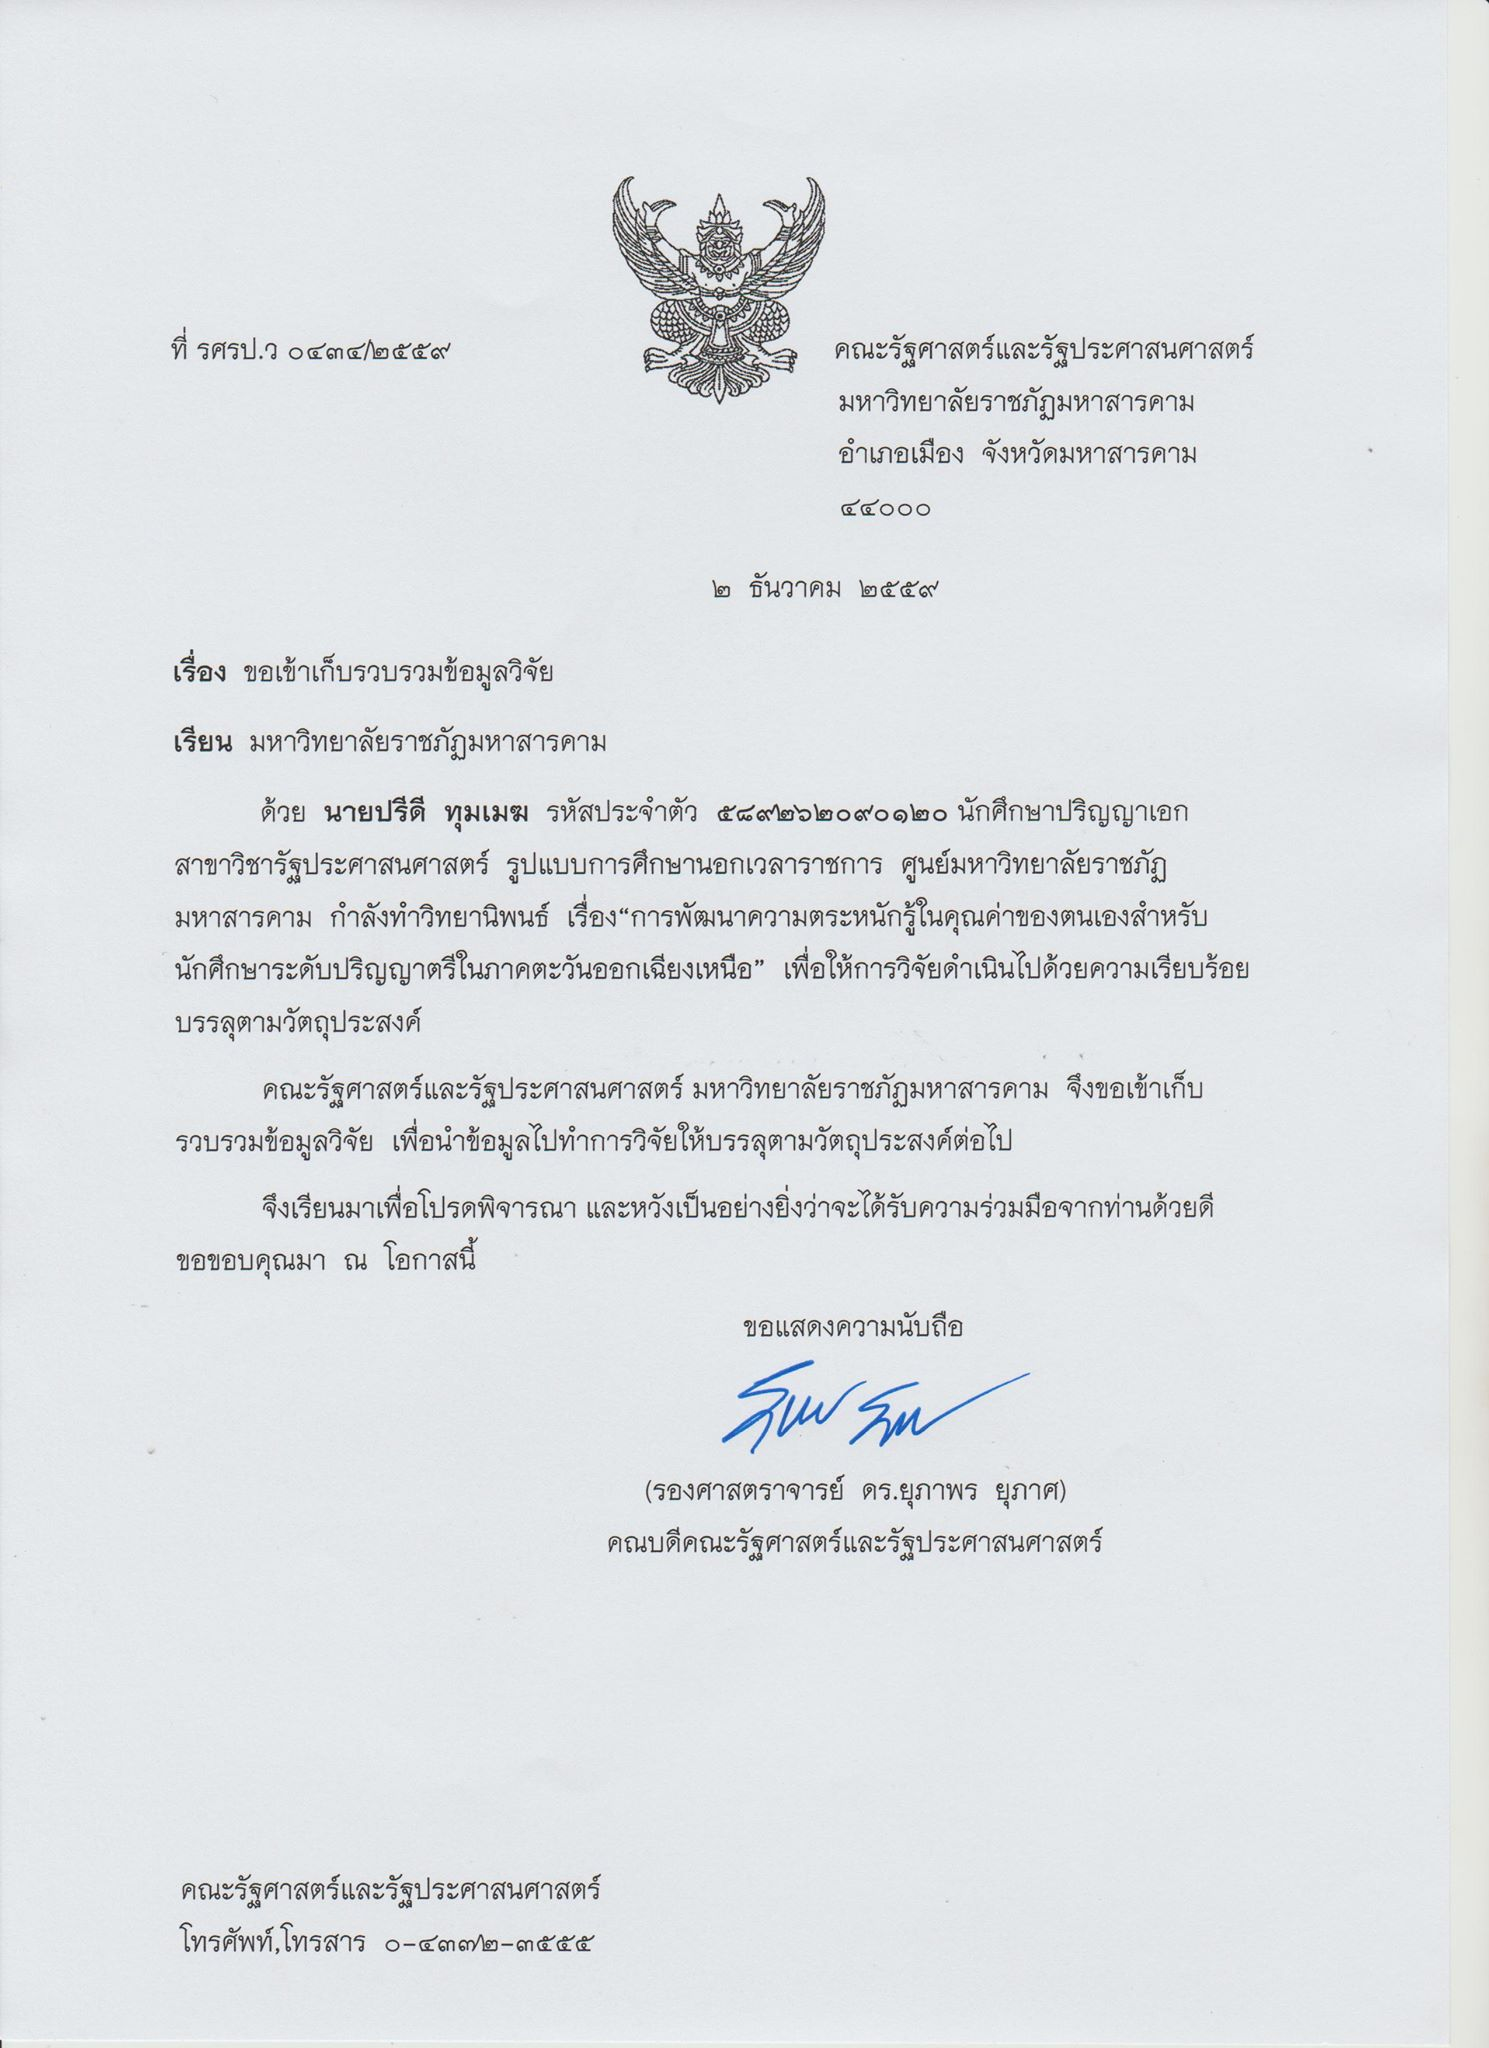 ที่ รศรป.ว ๐๔๓๔/๒๕๕๙
คณะรัฐศาสตร์และรัฐประศาสนศาสตร์
มหาวิทยาลัยราชภัฏมหาสารคาม
อำเภอเมือง จังหวัดมหาสารคาม
๔๔๐๐๐
๒ ธันวาคม ๒๕๕๙
เรื่อง ขอเข้าเก็บรวบรวมข้อมูลวิจัย
เรียน มหาวิทยาลัยราชภัฏมหาสารคาม
ด้วย นายปรีดี ทุมเมฆ รหัสประจำตัว ๕๘๙๒๖๒๐๙๐๑๒๐ นักศึกษาปริญญาเอก
สาขาวิชารัฐประศาสนศาสตร์ รูปแบบการศึกษานอกเวลาราชการ ศูนย์มหาวิทยาลัยราชภัฏ
มหาสารคาม กำลังทำวิทยานิพนธ์ เรื่อง“การพัฒนาความตระหนักรู้ในคุณค่าของตนเองสำหรับ
นักศึกษาระดับปริญญาตรีในภาคตะวันออกเฉียงเหนือ” เพื่อให้การวิจัยดำเนินไปด้วยความเรียบร้อย
บรรลุตามวัตถุประสงค์
คณะรัฐศาสตร์และรัฐประศาสนศาสตร์ มหาวิทยาลัยราชภัฏมหาสารคาม จึงขอเข้าเก็บ
รวบรวมข้อมูลวิจัย เพื่อนำข้อมูลไปทำการวิจัยให้บรรลุตามวัตถุประสงค์ต่อไป
จึงเรียนมาเพื่อโปรดพิจารณา และหวังเป็นอย่างยิ่งว่าจะได้รับความร่วมมือจากท่านด้วยดี
ขอขอบคุณมา ณ โอกาสนี้
ขอแสดงความนับถือ
(รองศาสตราจารย์ ดร.ยุภาพร ยุภาศ)
คณบดีคณะรัฐศาสตร์และรัฐประศาสนศาสตร์
คณะรัฐศาสตร์และรัฐประศาสนศาสตร์
โทรศัพท์,โทรสาร ๐-๔๓๗๒-๓๕๕๕